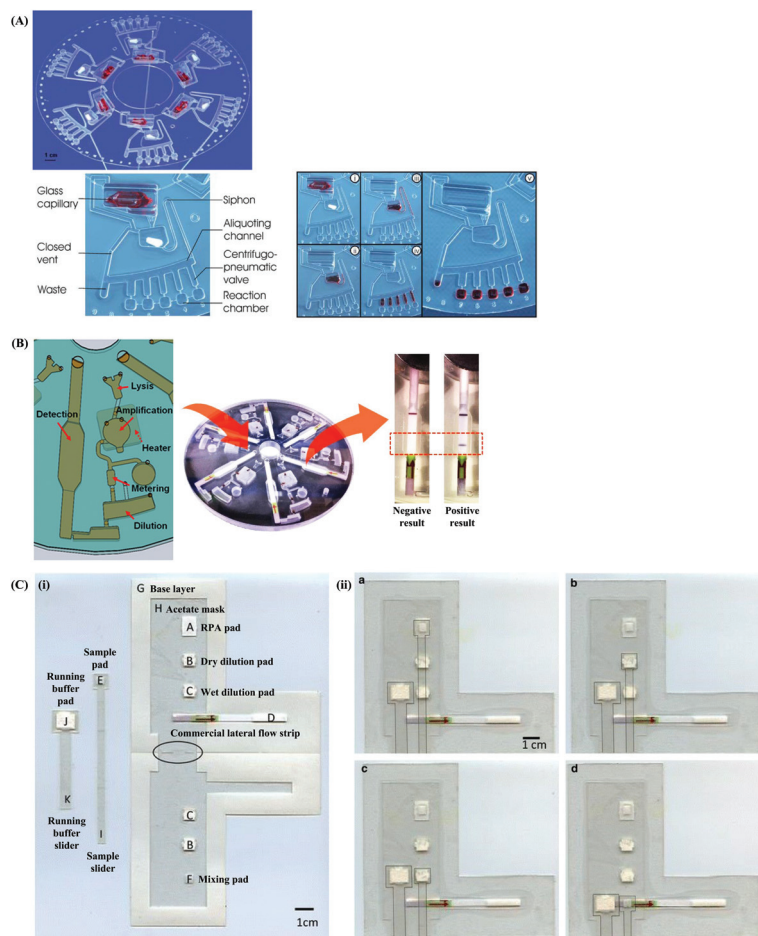 (A)
1 cm
Glass
capillary
Closed
vent
Waste
Siphon
Aliquoting
channel
Centrifugo-
pneumatic
valve
Reaction
chamber
i
iii
v
ii
iv
(B)
Lysis
Detection
Amplification
Heater
Metering
Dilution
Negative
result
Positive
result
(C) (i)
G Base layer
H Acetate mask
A RPA pad
B Dry dilution pad
C Wet dilution pad
D
Commercial lateral flow strip
Sample
pad
E
Running
buffer
pad
J
K
Running
buffer
slider
I
Sample slider
C
B
F Mixing pad
1cm
(ii)
a
b
1 cm
c
d